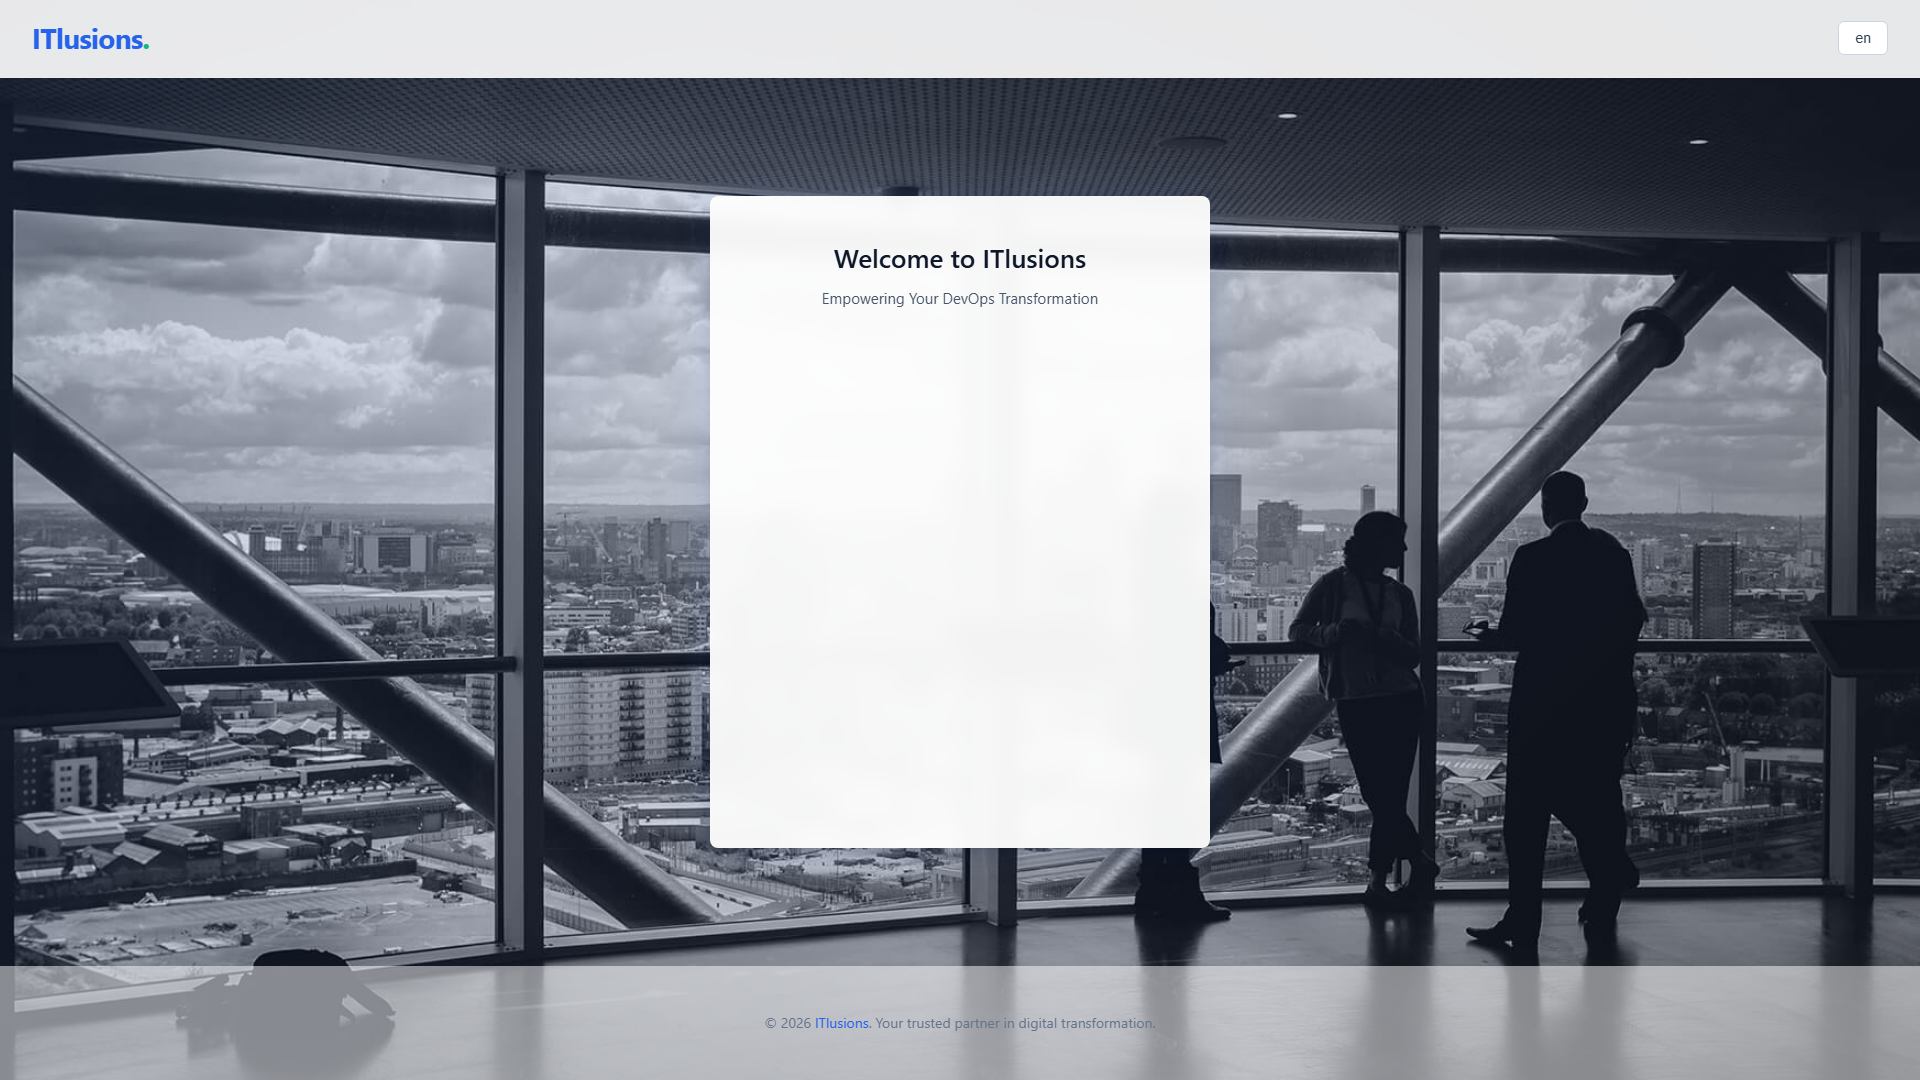 ITlusions.
en
Welcome to ITlusions
Empowering Your DevOps Transformation
© 2026 ITlusions. Your trusted partner in digital transformation.